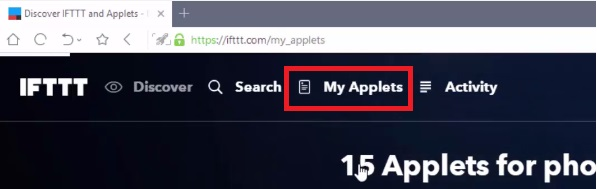 Discover IFTTT and Applets -
https://ifttt.com/my_applets
IFTTT Discover Search My Applets Activity
15 Applets for pho